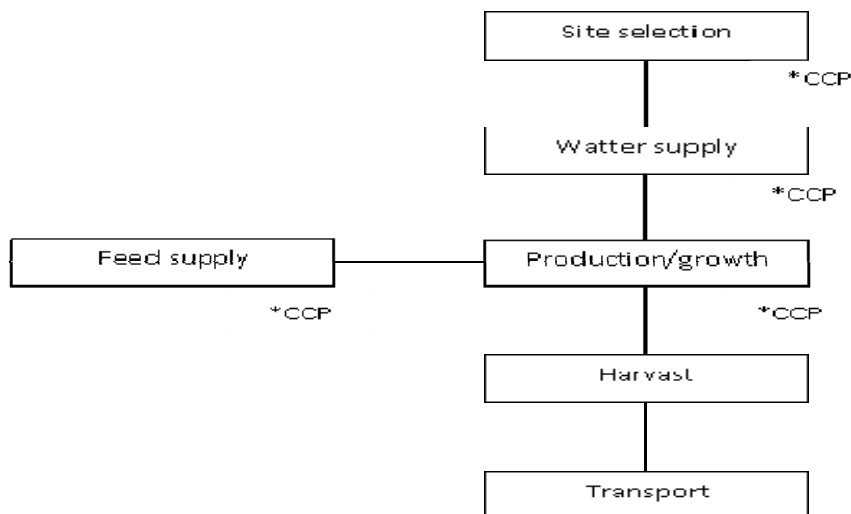 Site selection
*CCP
Watter supply
*CCP
Feed supply
Production/growth
*CCP
*CCP
Harvast
Transport